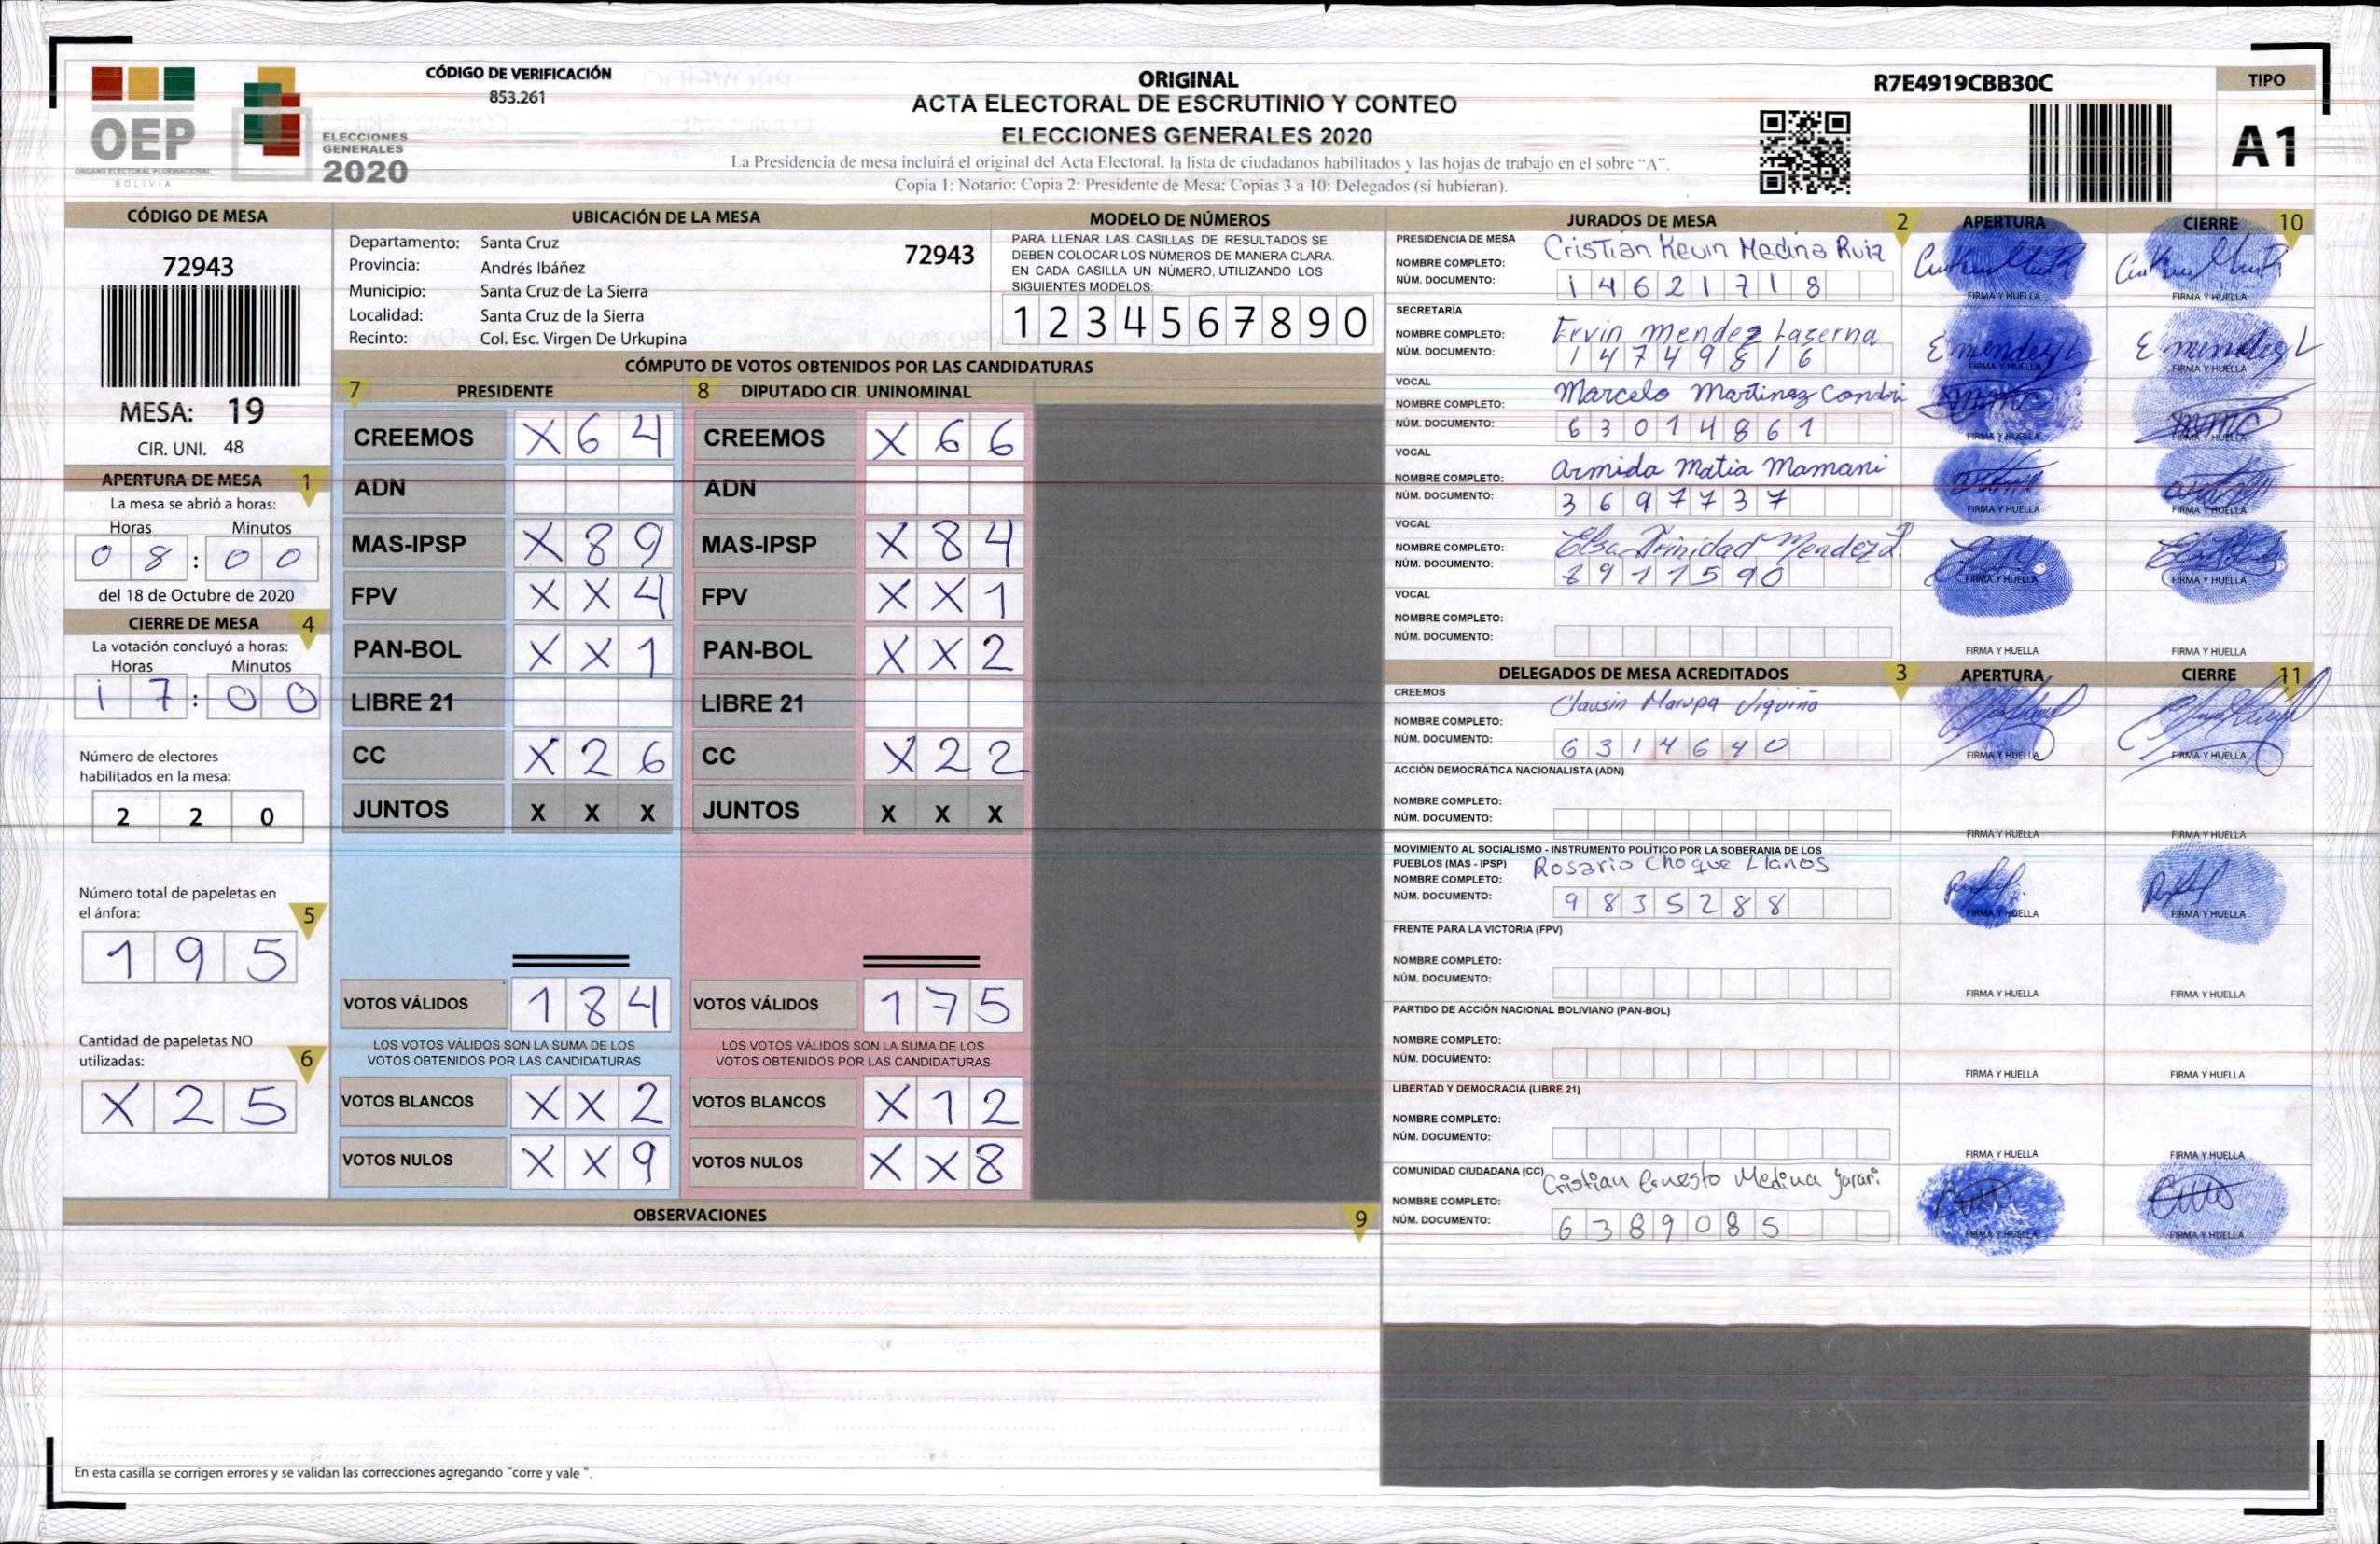 OEP
ÓRGANO ELECTORAL PLURINACIONAL
BOLIVIA
ELECCIONES
GENERALES
2020
CÓDIGO DE VERIFICACIÓN
853.261
ORIGINAL
ACTA ELECTORAL DE ESCRUTINIO Y CONTEO
ELECCIONES GENERALES 2020
La Presidencia de mesa incluirá el original del Acta Electoral, la lista de ciudadanos habilitados y las hojas de trabajo en el sobre "A".
Copia 1: Notario; Copia 2: Presidente de Mesa; Copias 3 a 10: Delegados (si hubieran).
R7E4919CBB30C
TIPO
A1
CÓDIGO DE MESA
72943
MESA: 19
CIR. UNI. 48
APERTURA DE MESA 1
La mesa se abrió a horas:
Horas Minutos
0 8 : 0 0
del 18 de Octubre de 2020
CIERRE DE MESA 4
La votación concluyó a horas:
Horas Minutos
1 7 : 0 0
Número de electores
habilitados en la mesa:
2 2 0
Número total de papeletas en
el ánfora: 5
1 9 5
Cantidad de papeletas NO
utilizadas: 6
X 2 5
UBICACIÓN DE LA MESA
Departamento: Santa Cruz 72943
Provincia: Andrés Ibáñez
Municipio: Santa Cruz de La Sierra
Localidad: Santa Cruz de la Sierra
Recinto: Col. Esc. Virgen De Urkupina
MODELO DE NÚMEROS
PARA LLENAR LAS CASILLAS DE RESULTADOS SE
DEBEN COLOCAR LOS NÚMEROS DE MANERA CLARA.
EN CADA CASILLA UN NÚMERO, UTILIZANDO LOS
SIGUIENTES MODELOS:
1 2 3 4 5 6 7 8 9 0
CÓMPUTO DE VOTOS OBTENIDOS POR LAS CANDIDATURAS
7 PRESIDENTE
CREEMOS X 6 4
ADN
MAS-IPSP X 8 9
FPV X X 4
PAN-BOL X X 1
LIBRE 21
CC X 2 6
JUNTOS X X X
VOTOS VÁLIDOS 1 8 4
LOS VOTOS VÁLIDOS SON LA SUMA DE LOS
VOTOS OBTENIDOS POR LAS CANDIDATURAS
VOTOS BLANCOS X X 2
VOTOS NULOS X X 9
8 DIPUTADO CIR. UNINOMINAL
CREEMOS X 6 6
ADN
MAS-IPSP X 8 4
FPV X X 1
PAN-BOL X X 2
LIBRE 21
CC X 2 2
JUNTOS X X X
VOTOS VÁLIDOS 1 7 5
LOS VOTOS VÁLIDOS SON LA SUMA DE LOS
VOTOS OBTENIDOS POR LAS CANDIDATURAS
VOTOS BLANCOS X 1 2
VOTOS NULOS X X 8
OBSERVACIONES 9
En esta casilla se corrigen errores y se validan las correcciones agregando "corre y vale ".
JURADOS DE MESA 2 APERTURA CIERRE 10
PRESIDENCIA DE MESA
NOMBRE COMPLETO: Cristian Kevin Medina Ruiz
NÚM. DOCUMENTO: 1 4 6 2 1 7 1 8
FIRMA Y HUELLA FIRMA Y HUELLA
SECRETARÍA
NOMBRE COMPLETO: Ervin mendez Laserna
NÚM. DOCUMENTO: 1 4 7 4 9 8 1 6
FIRMA Y HUELLA FIRMA Y HUELLA
VOCAL
NOMBRE COMPLETO: Marcelo Martinez Condori
NÚM. DOCUMENTO: 6 3 0 1 4 8 6 1
FIRMA Y HUELLA FIRMA Y HUELLA
VOCAL
NOMBRE COMPLETO: Armida Matia Mamani
NÚM. DOCUMENTO: 3 6 9 7 7 3 7
FIRMA Y HUELLA FIRMA Y HUELLA
VOCAL
NOMBRE COMPLETO: Elsa Trinidad Mendez
NÚM. DOCUMENTO: 8 9 1 1 5 9 0
FIRMA Y HUELLA FIRMA Y HUELLA
VOCAL
NOMBRE COMPLETO:
NÚM. DOCUMENTO:
FIRMA Y HUELLA FIRMA Y HUELLA
DELEGADOS DE MESA ACREDITADOS 3 APERTURA CIERRE 11
CREEMOS
NOMBRE COMPLETO:
NÚM. DOCUMENTO: 6 3 1 4 6 4 0
FIRMA Y HUELLA FIRMA Y HUELLA
ACCIÓN DEMOCRÁTICA NACIONALISTA (ADN)
NOMBRE COMPLETO:
NÚM. DOCUMENTO:
FIRMA Y HUELLA FIRMA Y HUELLA
MOVIMIENTO AL SOCIALISMO - INSTRUMENTO POLÍTICO POR LA SOBERANIA DE LOS
PUEBLOS (MAS - IPSP)
NOMBRE COMPLETO: Rosario Choque Llanos
NÚM. DOCUMENTO: 9 8 3 5 2 8 8
FIRMA Y HUELLA FIRMA Y HUELLA
FRENTE PARA LA VICTORIA (FPV)
NOMBRE COMPLETO:
NÚM. DOCUMENTO:
FIRMA Y HUELLA FIRMA Y HUELLA
PARTIDO DE ACCIÓN NACIONAL BOLIVIANO (PAN-BOL)
NOMBRE COMPLETO:
NÚM. DOCUMENTO:
FIRMA Y HUELLA FIRMA Y HUELLA
LIBERTAD Y DEMOCRACIA (LIBRE 21)
NOMBRE COMPLETO:
NÚM. DOCUMENTO:
FIRMA Y HUELLA FIRMA Y HUELLA
COMUNIDAD CIUDADANA (CC)
NOMBRE COMPLETO: Cristian Ernesto Medina
NÚM. DOCUMENTO: 6 3 8 9 0 8 5
FIRMA Y HUELLA FIRMA Y HUELLA